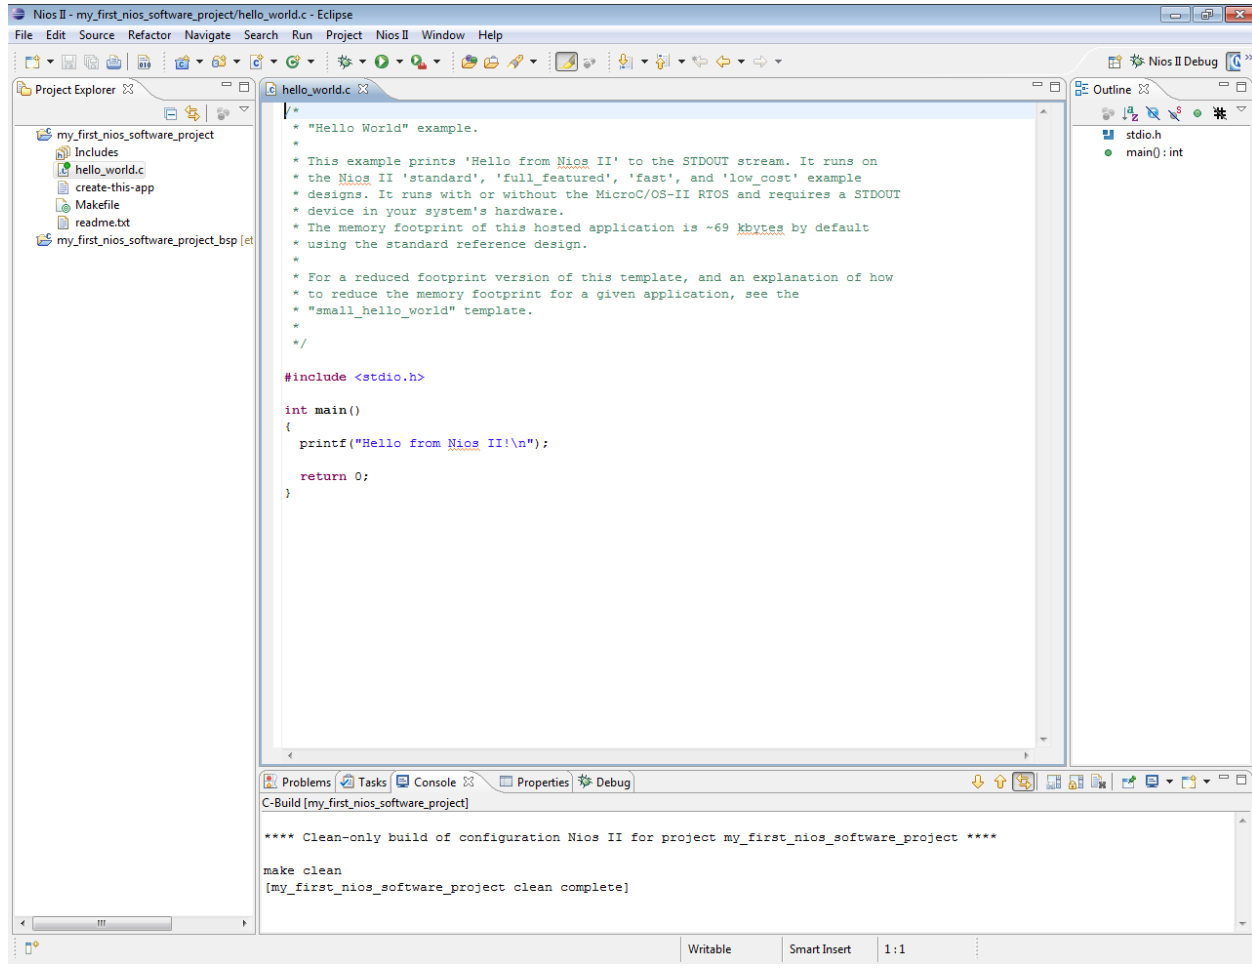 Nios II - my_first_nios_software_project/hello_world.c - Eclipse
File Edit Source Refactor Navigate Search Run Project Nios II Window Help
Nios II Debug
Project Explorer
my_first_nios_software_project
Includes
hello_world.c
create-this-app
Makefile
readme.txt
my_first_nios_software_project_bsp [et
hello_world.c
/*
* "Hello World" example.
*
* This example prints 'Hello from Nios II' to the STDOUT stream. It runs on
* the Nios II 'standard', 'full_featured', 'fast', and 'low_cost' example
* designs. It runs with or without the MicroC/OS-II RTOS and requires a STDOUT
* device in your system's hardware.
* The memory footprint of this hosted application is ~69 kbytes by default
* using the standard reference design.
*
* For a reduced footprint version of this template, and an explanation of how
* to reduce the memory footprint for a given application, see the
* "small_hello_world" template.
*
*/
#include <stdio.h>
int main()
{
printf("Hello from Nios II!\n");
return 0;
}
Outline
stdio.h
main() : int
Problems Tasks Console Properties Debug
C-Build [my_first_nios_software_project]
**** Clean-only build of configuration Nios II for project my_first_nios_software_project ****
make clean
[my_first_nios_software_project clean complete]
Writable Smart Insert 1 : 1